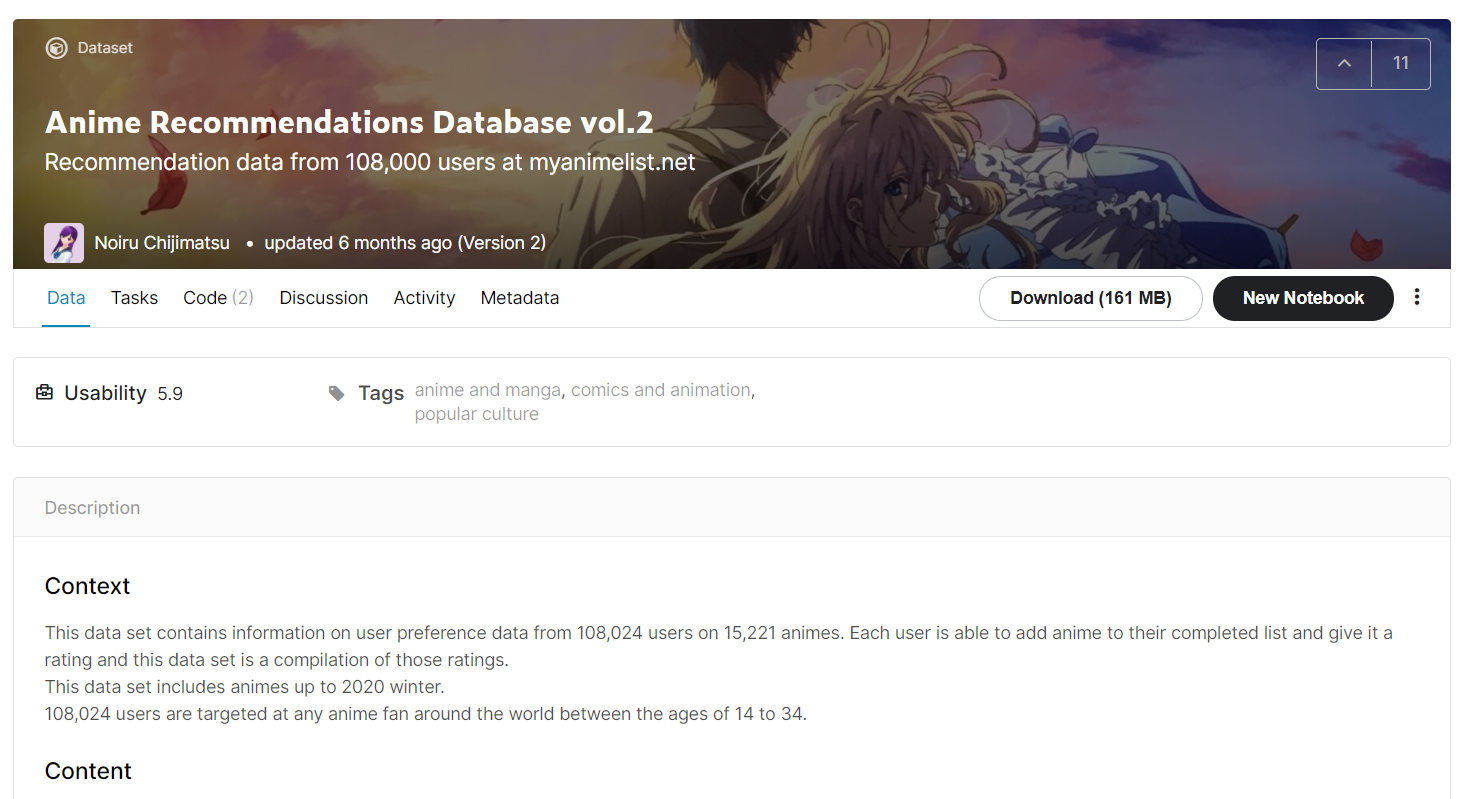 Dataset
11
Anime Recommendations Database vol.2
Recommendation data from 108,000 users at myanimelist.net
Noiru Chijimatsu • updated 6 months ago (Version 2)
Data Tasks Code (2) Discussion Activity Metadata Download (161 MB) New Notebook
Usability 5.9 Tags anime and manga, comics and animation,
popular culture
Description
Context
This data set contains information on user preference data from 108,024 users on 15,221 animes. Each user is able to add anime to their completed list and give it a
rating and this data set is a compilation of those ratings.
This data set includes animes up to 2020 winter.
108,024 users are targeted at any anime fan around the world between the ages of 14 to 34.
Content